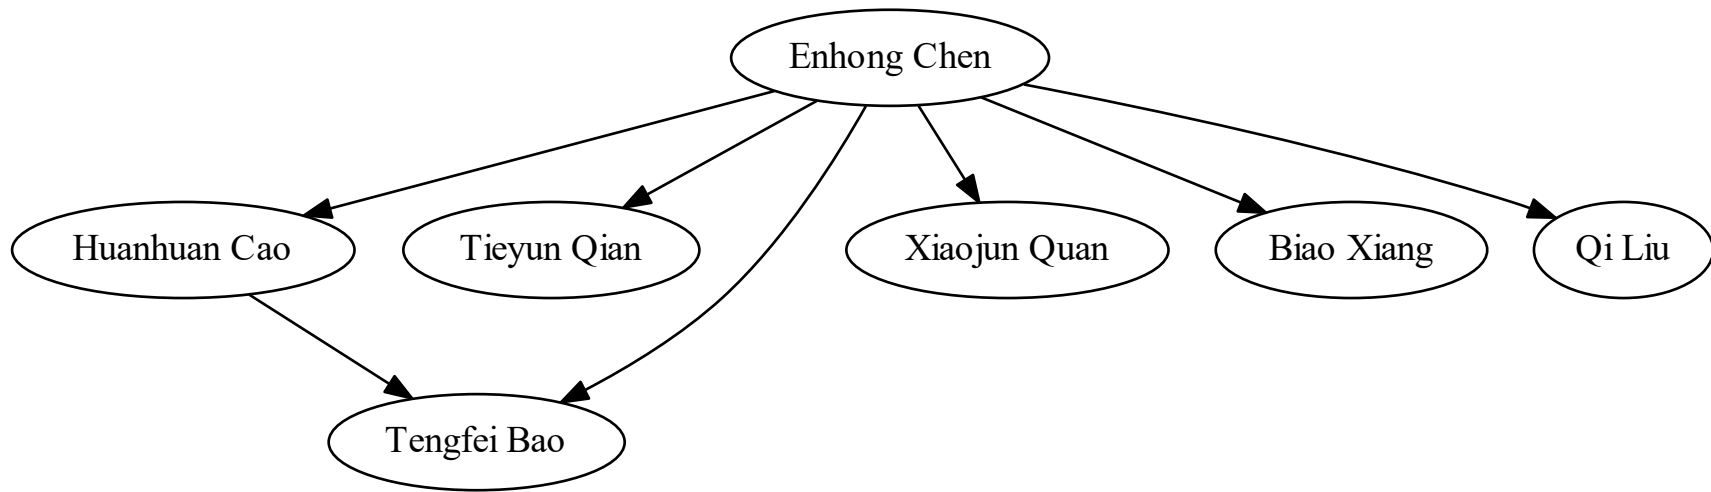 Enhong Chen
Huanhuan Cao
Tieyun Qian
Xiaojun Quan
Biao Xiang
Qi Liu
Tengfei Bao